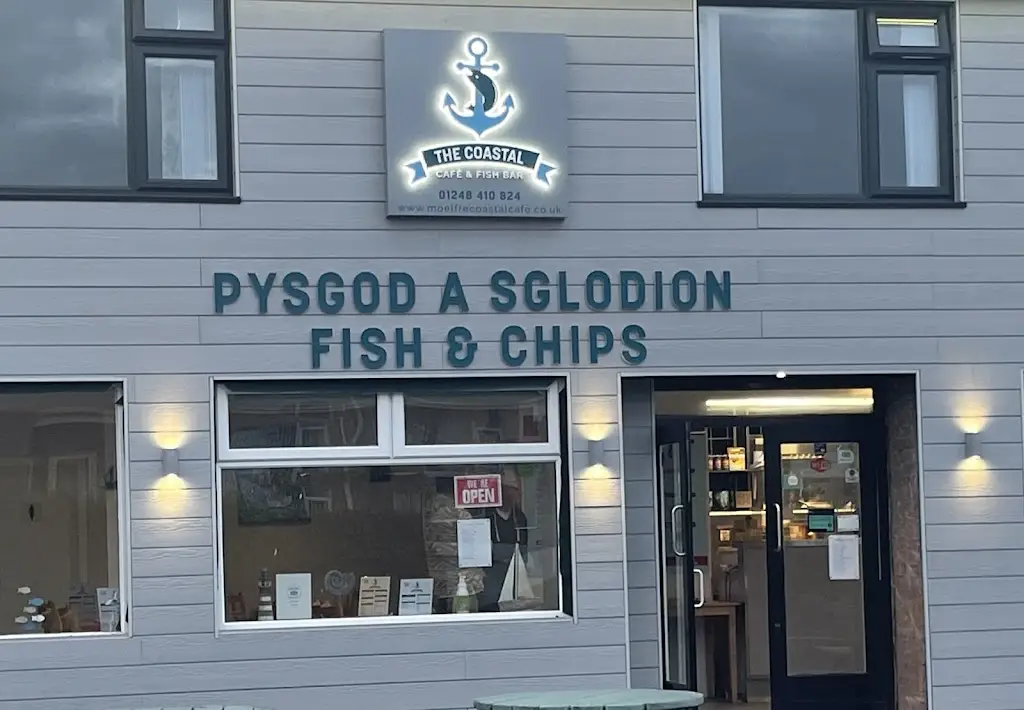 THE COASTAL
CAFÉ & FISH BAR
01248 410 824
www.moelfrecoastalcafe.co.uk
PYSGOD A SGLODION
FISH & CHIPS
WE'RE
OPEN